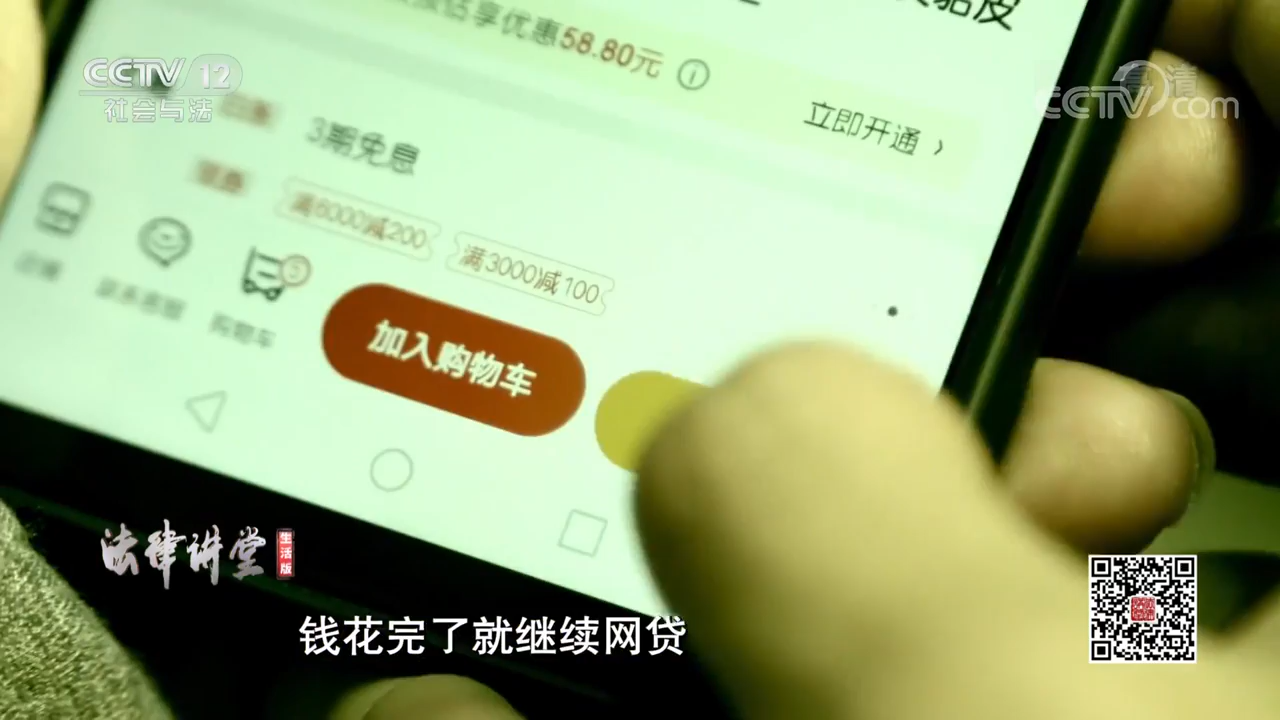 CCTV 12
社会与法
高清
CCTV.com
享优惠58.80元
立即开通 ›
3期免息
满6000减200
满3000减100
5
购物车
加入购物车
法律讲堂
生活版
钱花完了就继续网贷